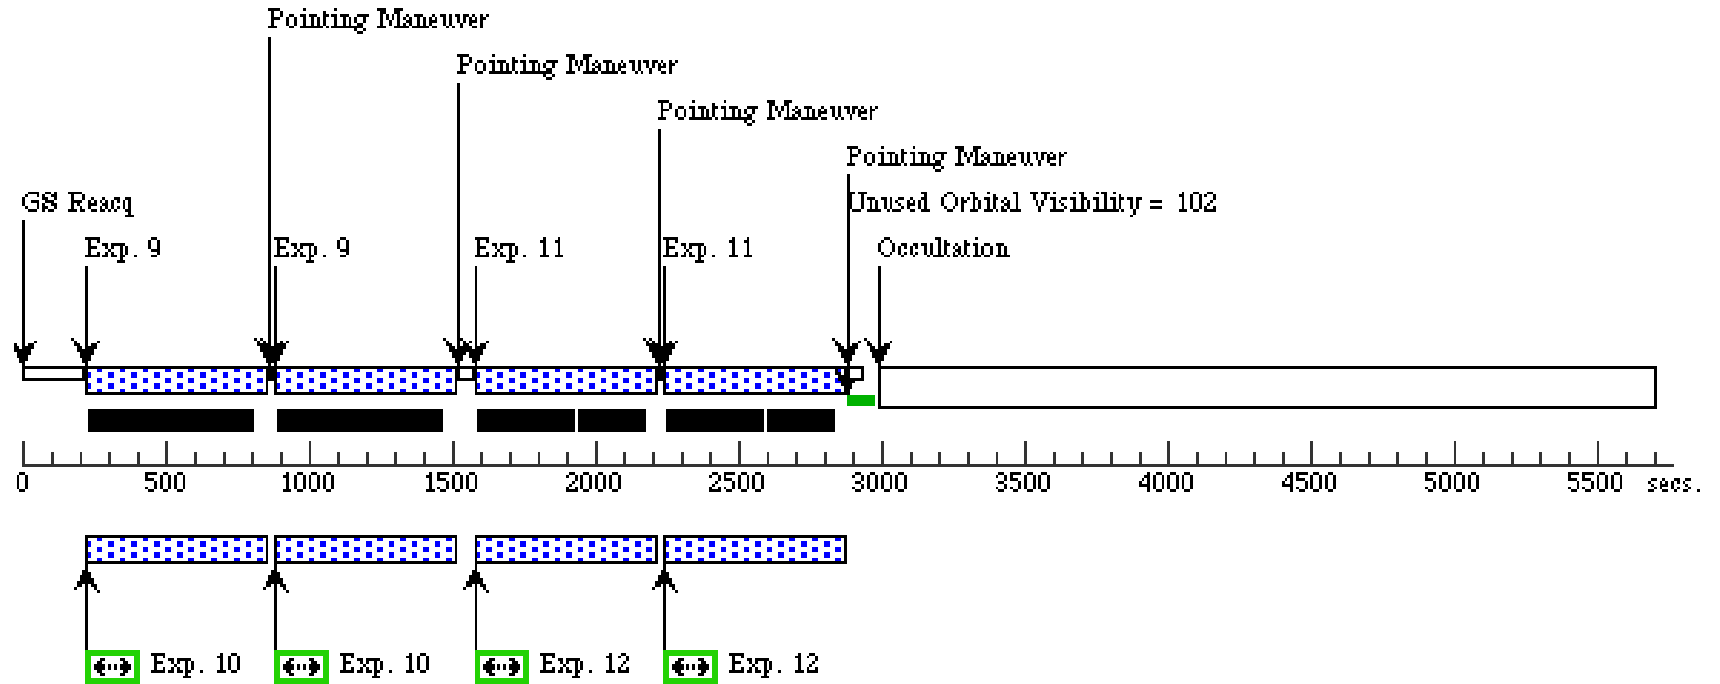 Pointing Maneuver
Pointing Maneuver
Pointing Maneuver
Pointing Maneuver
GS Reacq
Unused Orbital Visibility = 102
Exp. 9
Exp. 9
Exp. 11
Exp. 11
Occultation
0 500 1000 1500 2000 2500 3000 3500 4000 4500 5000 5500 secs.
Exp. 10
Exp. 10
Exp. 12
Exp. 12